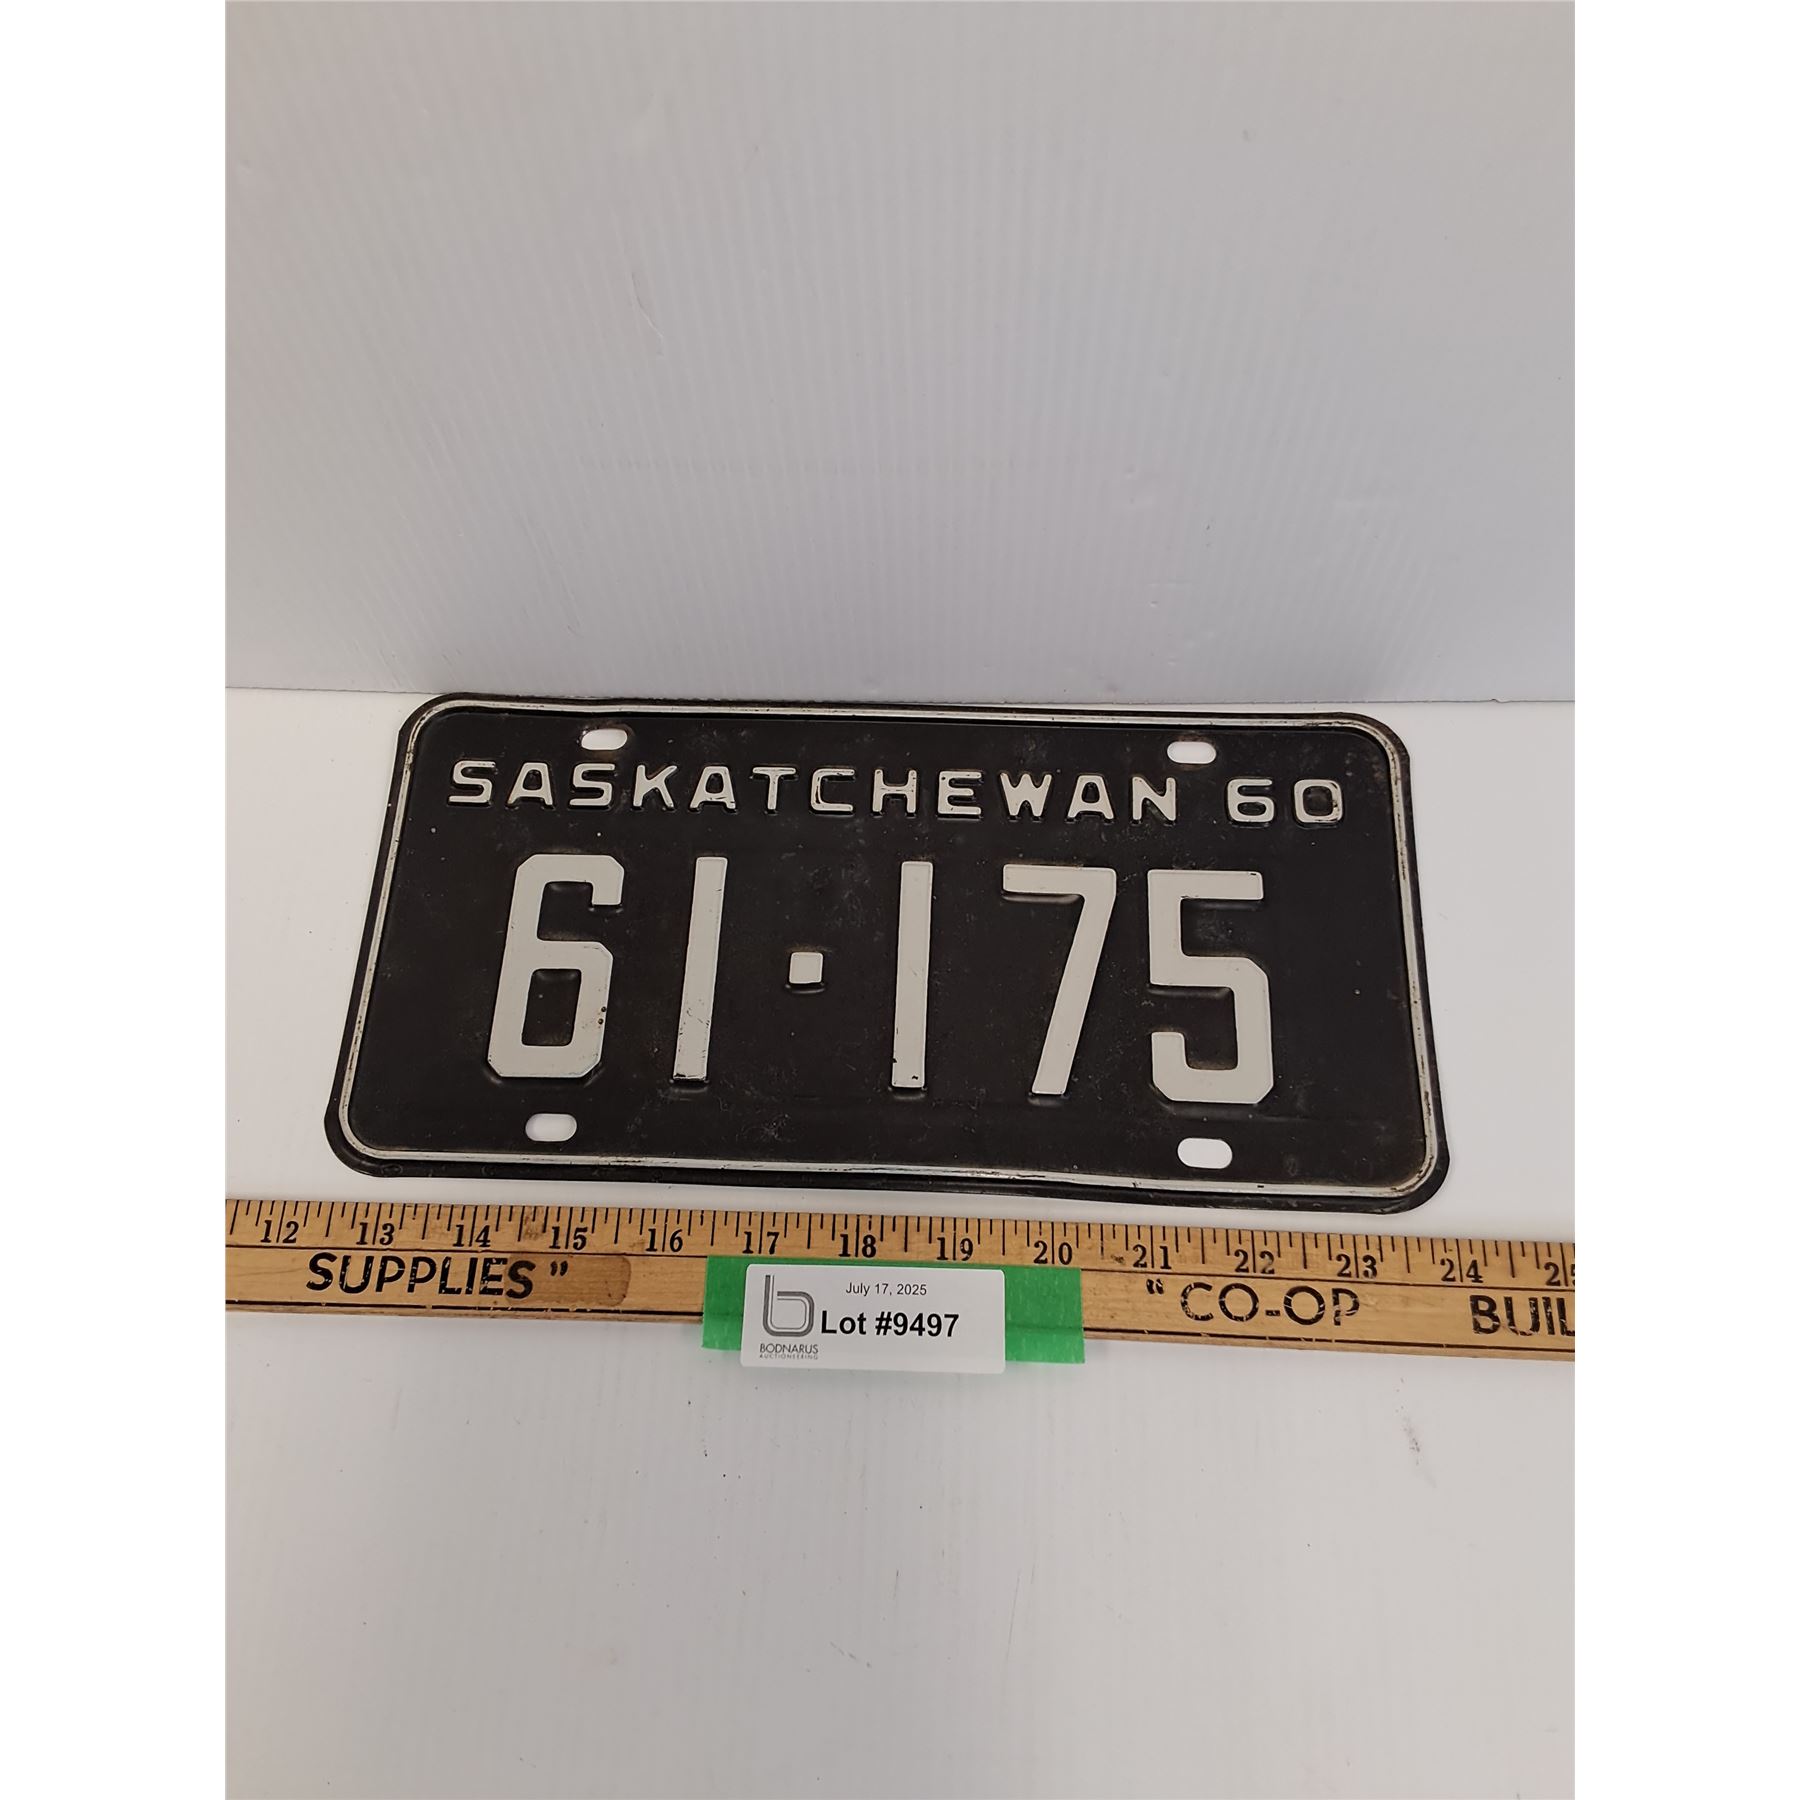 SASKATCHEWAN 60
61·175
12 13 14 15 16 17 18 19 20 21 22 23 24 25
SUPPLIES" "CO-OP BUIL
July 17, 2025
Lot #9497
BODNARUS
AUCTIONEERING